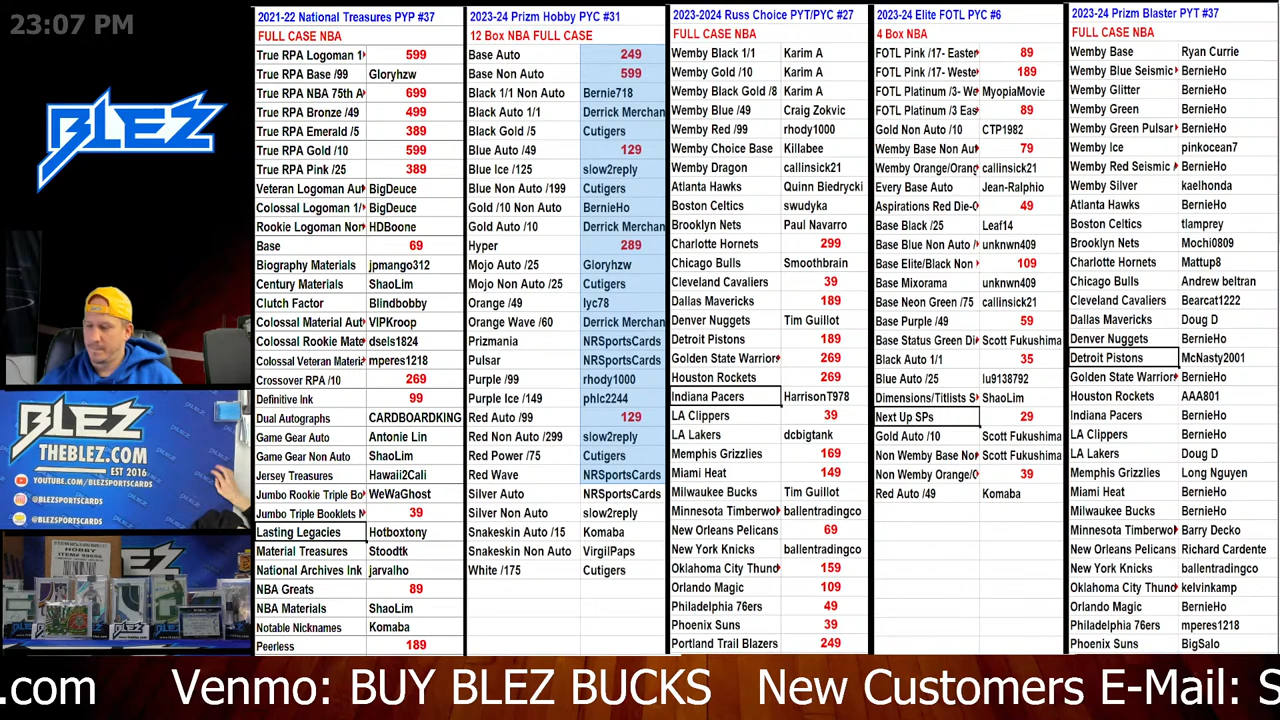 23:07 PM
BLEZ
BLEZ
THEBLEZ.COM
EST 2016
YOUTUBE.COM/BLEZSPORTSCARDS
@BLEZSPORTSCARDS
@BLEZSPORTSCARDS
HOBBY
2021-22 National Treasures PYP #37
FULL CASE NBA
True RPA Logoman 1 599
True RPA Base /99 Gloryhzw
True RPA NBA 75th A 699
True RPA Bronze /49 499
True RPA Emerald /5 389
True RPA Gold /10 599
True RPA Pink /25 389
Veteran Logoman Au BigDeuce
Colossal Logoman 1/ BigDeuce
Rookie Logoman Nor HDBoone
Base 69
Biography Materials jpmango312
Century Materials ShaoLim
Clutch Factor Blindbobby
Colossal Material Aut VIPKroop
Colossal Rookie Mate dsels1824
Colossal Veteran Materi mperes1218
Crossover RPA /10 269
Definitive Ink 99
Dual Autographs CARDBOARDKING
Game Gear Auto Antonie Lin
Game Gear Non Auto ShaoLim
Jersey Treasures Hawaii2Cali
Jumbo Rookie Triple Bo WeWaGhost
Jumbo Triple Booklets N 39
Lasting Legacies Hotboxtony
Material Treasures Stoodtk
National Archives Ink jarvalho
NBA Greats 89
NBA Materials ShaoLim
Notable Nicknames Komaba
Peerless 189
2023-24 Prizm Hobby PYC #31
12 Box NBA FULL CASE
Base Auto 249
Base Non Auto 599
Black 1/1 Non Auto Bernie718
Black Auto 1/1 Derrick Merchan
Black Gold /5 Cutigers
Blue Auto /49 129
Blue Ice /125 slow2reply
Blue Non Auto /199 Cutigers
Gold /10 Non Auto BernieHo
Gold Auto /10 Derrick Merchan
Hyper 289
Mojo Auto /25 Gloryhzw
Mojo Non Auto /25 Cutigers
Orange /49 lyc78
Orange Wave /60 Derrick Merchan
Prizmania NRSportsCards
Pulsar NRSportsCards
Purple /99 rhody1000
Purple Ice /149 phlc2244
Red Auto /99 129
Red Non Auto /299 slow2reply
Red Power /75 Cutigers
Red Wave NRSportsCards
Silver Auto NRSportsCards
Silver Non Auto slow2reply
Snakeskin Auto /15 Komaba
Snakeskin Non Auto VirgilPaps
White /175 Cutigers
2023-2024 Russ Choice PYT/PYC #27
FULL CASE NBA
Wemby Black 1/1 Karim A
Wemby Gold /10 Karim A
Wemby Black Gold /8 Karim A
Wemby Blue /49 Craig Zokvic
Wemby Red /99 rhody1000
Wemby Choice Base Killabee
Wemby Dragon callinsick21
Atlanta Hawks Quinn Biedrycki
Boston Celtics swudyka
Brooklyn Nets Paul Navarro
Charlotte Hornets 299
Chicago Bulls Smoothbrain
Cleveland Cavaliers 39
Dallas Mavericks 189
Denver Nuggets Tim Guillot
Detroit Pistons 189
Golden State Warrior 269
Houston Rockets 269
Indiana Pacers HarrisonT978
LA Clippers 39
LA Lakers dcbigtank
Memphis Grizzlies 169
Miami Heat 149
Milwaukee Bucks Tim Guillot
Minnesota Timberwo ballentradingco
New Orleans Pelicans 69
New York Knicks ballentradingco
Oklahoma City Thun 159
Orlando Magic 109
Philadelphia 76ers 49
Phoenix Suns 39
Portland Trail Blazers 249
2023-24 Elite FOTL PYC #6
4 Box NBA
FOTL Pink /17- Easter 89
FOTL Pink /17- Weste 189
FOTL Platinum /3- We MyopiaMovie
FOTL Platinum /3 Eas 89
Gold Non Auto /10 CTP1982
Wemby Base Non Au 79
Wemby Orange/Orang callinsick21
Every Base Auto Jean-Ralphio
Aspirations Red Die-C 49
Base Black /25 Leaf14
Base Blue Non Auto / unknwn409
Base Elite/Black Non 109
Base Mixorama unknwn409
Base Neon Green /75 callinsick21
Base Purple /49 59
Base Status Green Di Scott Fukushima
Black Auto 1/1 35
Blue Auto /25 lu9138792
Dimensions/Titlists S ShaoLim
Next Up SPs 29
Gold Auto /10 Scott Fukushima
Non Wemby Base No Scott Fukushima
Non Wemby Orange/O 39
Red Auto /49 Komaba
2023-24 Prizm Blaster PYT #37
FULL CASE NBA
Wemby Base Ryan Currie
Wemby Blue Seismic BernieHo
Wemby Glitter BernieHo
Wemby Green BernieHo
Wemby Green Pulsar BernieHo
Wemby Ice pinkocean7
Wemby Red Seismic BernieHo
Wemby Silver kaelhonda
Atlanta Hawks BernieHo
Boston Celtics tlamprey
Brooklyn Nets Mochi0809
Charlotte Hornets Mattup8
Chicago Bulls Andrew beltran
Cleveland Cavaliers Bearcat1222
Dallas Mavericks Doug D
Denver Nuggets BernieHo
Detroit Pistons McNasty2001
Golden State Warrior BernieHo
Houston Rockets AAA801
Indiana Pacers BernieHo
LA Clippers BernieHo
LA Lakers Doug D
Memphis Grizzlies Long Nguyen
Miami Heat BernieHo
Milwaukee Bucks BernieHo
Minnesota Timberwo Barry Decko
New Orleans Pelicans Richard Cardente
New York Knicks ballentradingco
Oklahoma City Thun kelvinkamp
Orlando Magic BernieHo
Philadelphia 76ers mperes1218
Phoenix Suns BigSalo
.com Venmo: BUY BLEZ BUCKS New Customers E-Mail: S